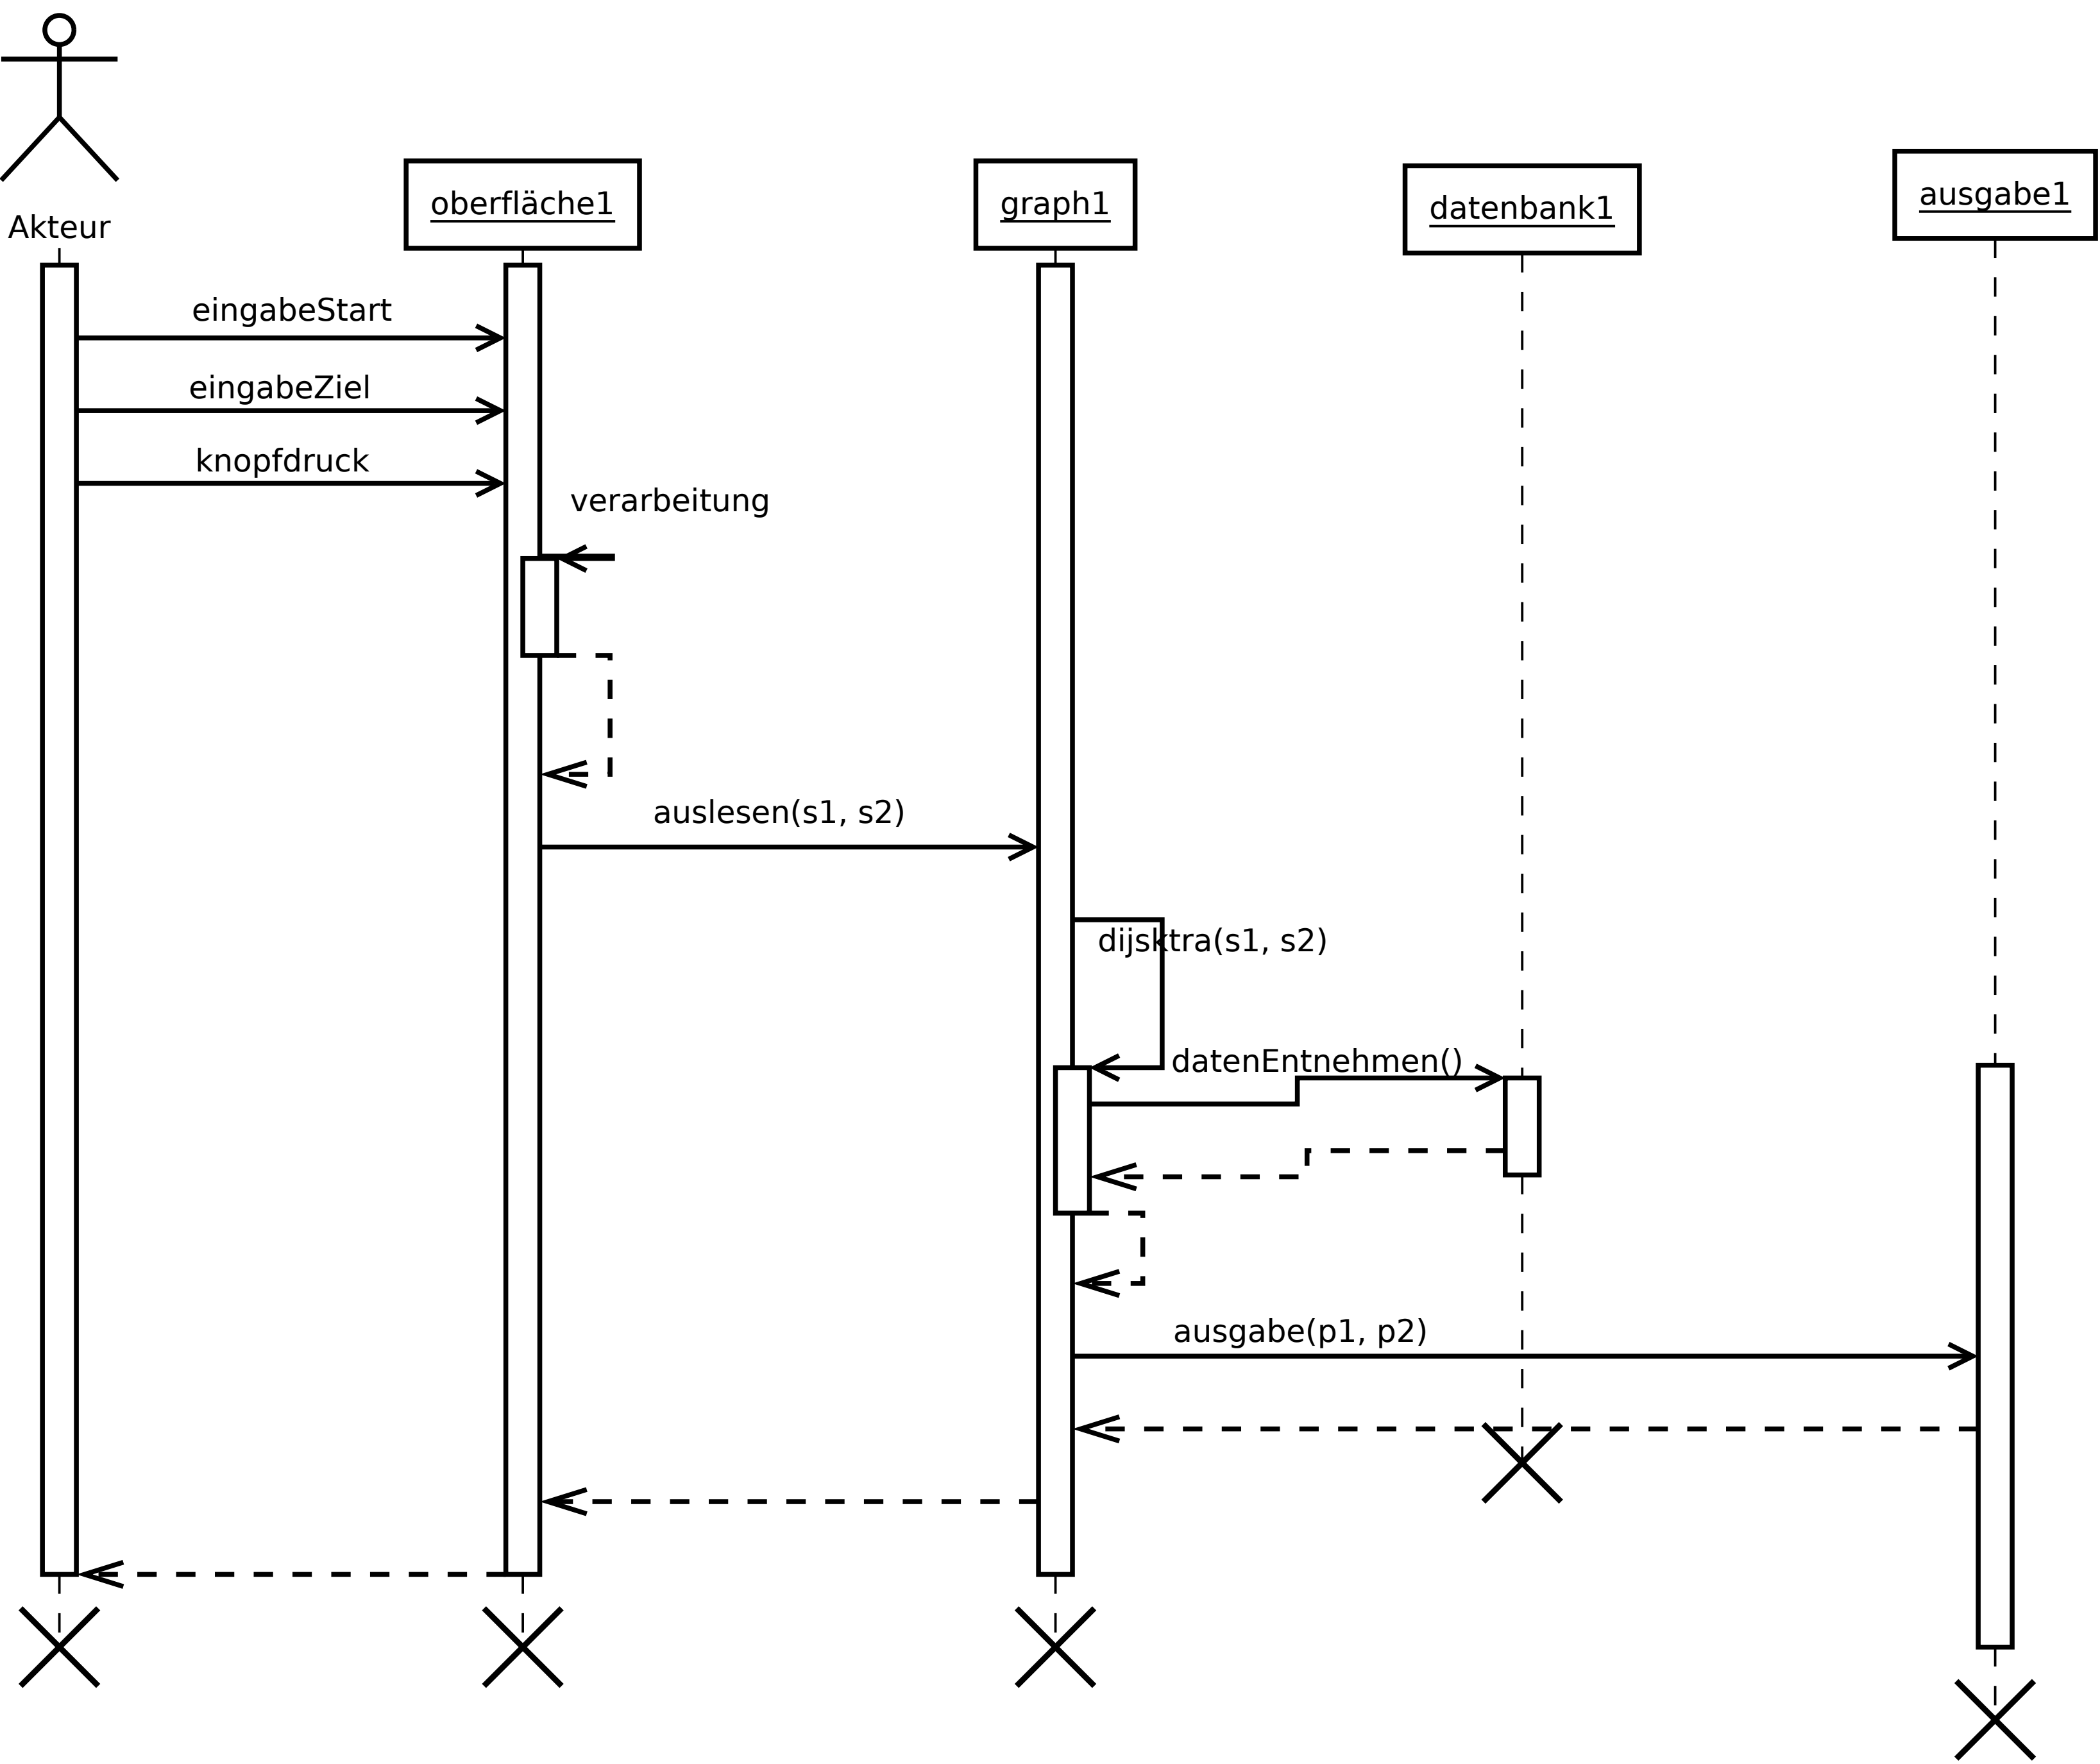 Akteur
oberfläche1
graph1
datenbank1
ausgabe1
eingabeStart
eingabeZiel
knopfdruck
verarbeitung
auslesen(s1, s2)
dijsktra(s1, s2)
datenEntnehmen()
ausgabe(p1, p2)